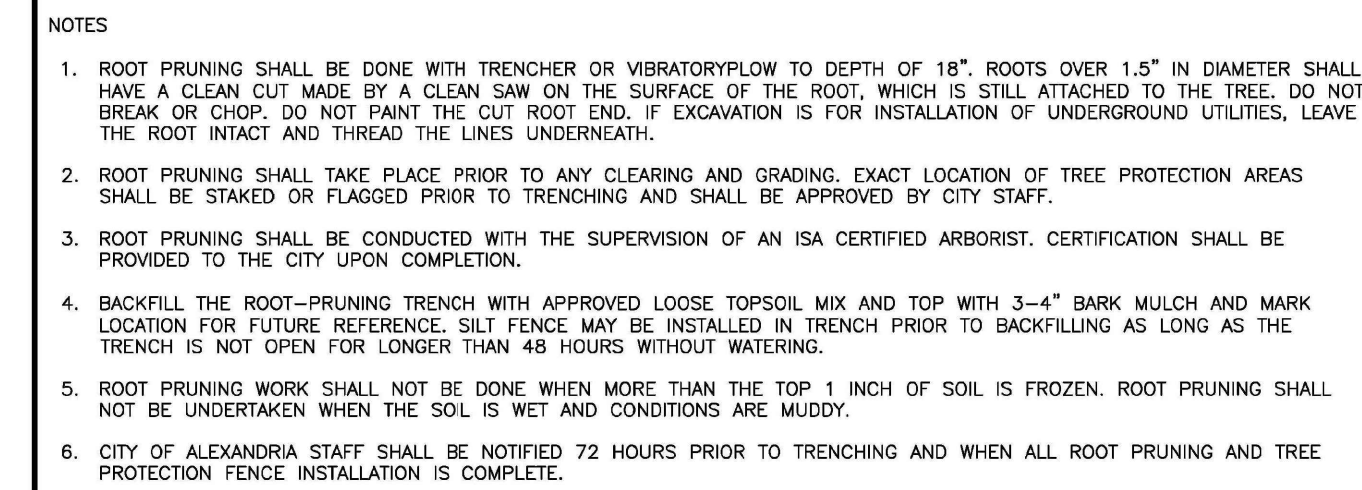 NOTES
1. ROOT PRUNING SHALL BE DONE WITH TRENCHER OR VIBRATORYPLOW TO DEPTH OF 18". ROOTS OVER 1.5" IN DIAMETER SHALL
HAVE A CLEAN CUT MADE BY A CLEAN SAW ON THE SURFACE OF THE ROOT, WHICH IS STILL ATTACHED TO THE TREE. DO NOT
BREAK OR CHOP. DO NOT PAINT THE CUT ROOT END. IF EXCAVATION IS FOR INSTALLATION OF UNDERGROUND UTILITIES, LEAVE
THE ROOT INTACT AND THREAD THE LINES UNDERNEATH.
2. ROOT PRUNING SHALL TAKE PLACE PRIOR TO ANY CLEARING AND GRADING. EXACT LOCATION OF TREE PROTECTION AREAS
SHALL BE STAKED OR FLAGGED PRIOR TO TRENCHING AND SHALL BE APPROVED BY CITY STAFF.
3. ROOT PRUNING SHALL BE CONDUCTED WITH THE SUPERVISION OF AN ISA CERTIFIED ARBORIST. CERTIFICATION SHALL BE
PROVIDED TO THE CITY UPON COMPLETION.
4. BACKFILL THE ROOT-PRUNING TRENCH WITH APPROVED LOOSE TOPSOIL MIX AND TOP WITH 3-4" BARK MULCH AND MARK
LOCATION FOR FUTURE REFERENCE. SILT FENCE MAY BE INSTALLED IN TRENCH PRIOR TO BACKFILLING AS LONG AS THE
TRENCH IS NOT OPEN FOR LONGER THAN 48 HOURS WITHOUT WATERING.
5. ROOT PRUNING WORK SHALL NOT BE DONE WHEN MORE THAN THE TOP 1 INCH OF SOIL IS FROZEN. ROOT PRUNING SHALL
NOT BE UNDERTAKEN WHEN THE SOIL IS WET AND CONDITIONS ARE MUDDY.
6. CITY OF ALEXANDRIA STAFF SHALL BE NOTIFIED 72 HOURS PRIOR TO TRENCHING AND WHEN ALL ROOT PRUNING AND TREE
PROTECTION FENCE INSTALLATION IS COMPLETE.